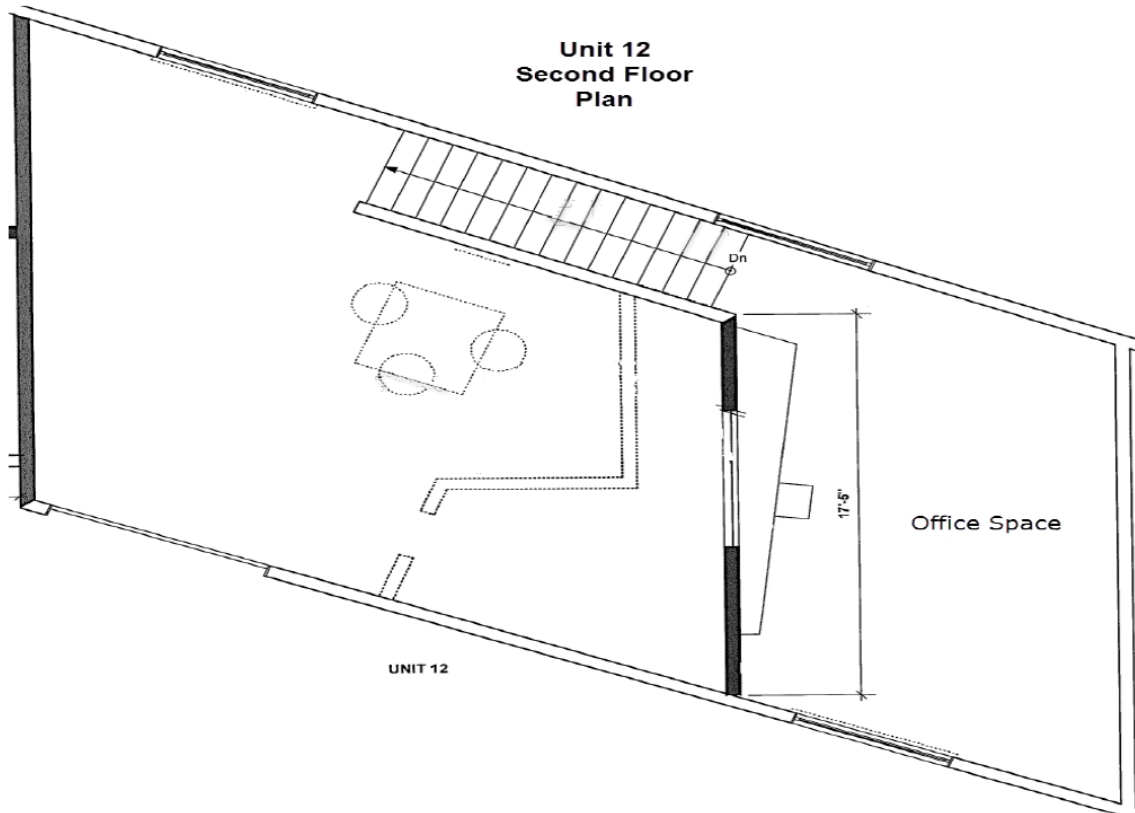 Unit 12
Second Floor
Plan
Dn
17'-5"
Office Space
UNIT 12